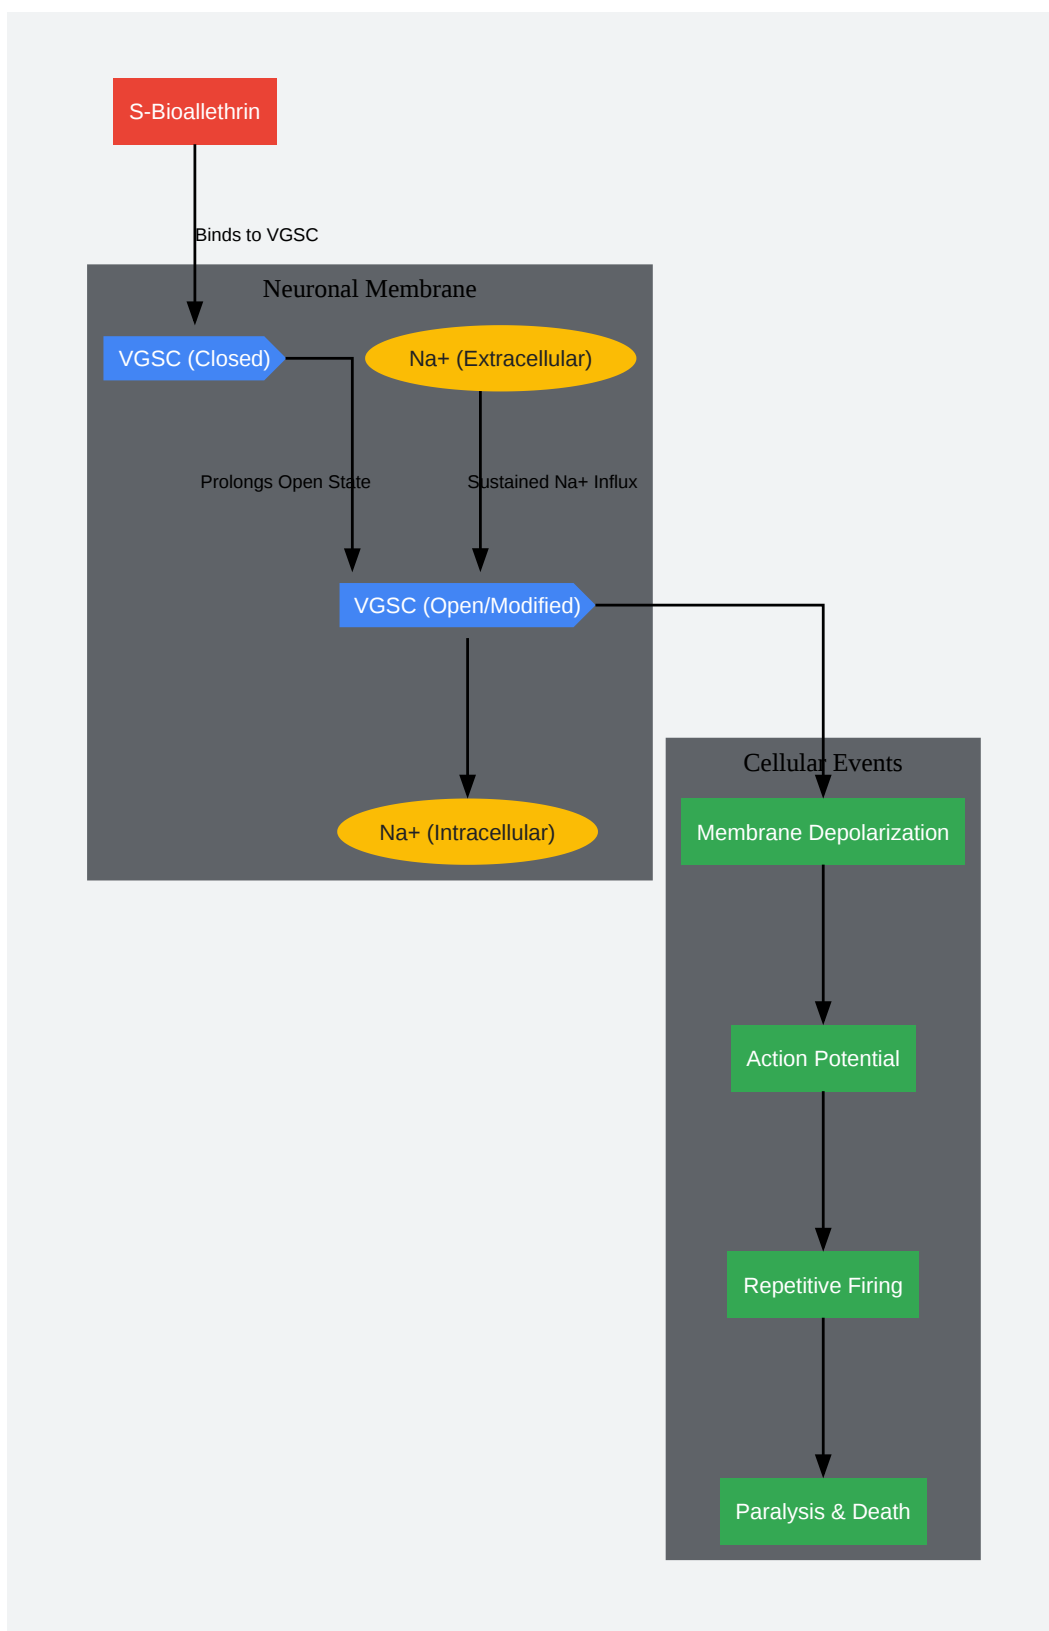 S-Bioallethrin
Binds to VGSC
Neuronal Membrane
VGSC (Closed)
Na+ (Extracellular)
Prolongs Open State
Sustained Na+ Influx
VGSC (Open/Modified)
Cellular Events
Na+ (Intracellular)
Membrane Depolarization
Action Potential
Repetitive Firing
Paralysis & Death